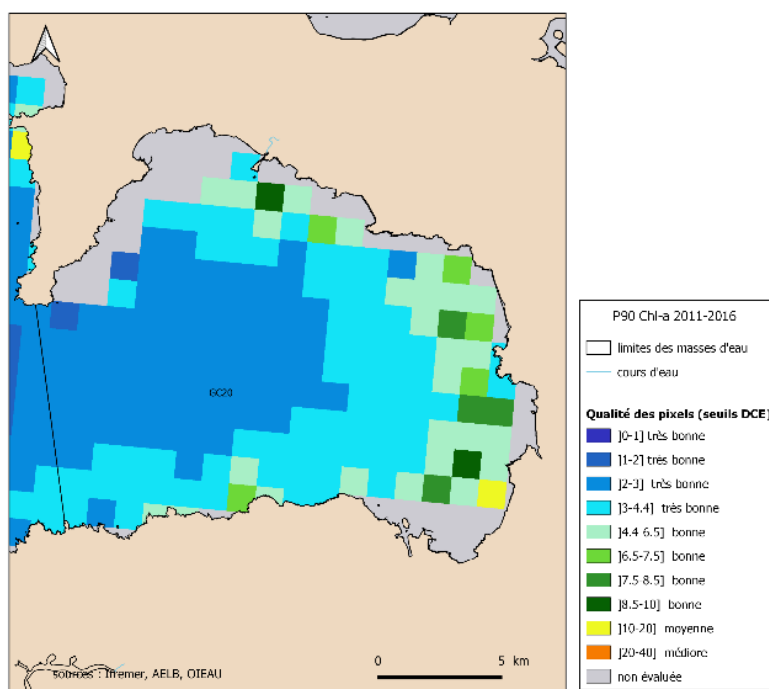 GC20
sources : Ifremer, AELB, OIEAU
0 5 km
P90 Chl-a 2011-2016
limites des masses d'eau
cours d'eau
Qualité des pixels (seuils DCE)
]0-1] très bonne
]1-2] très bonne
]2-3] très bonne
]3-4.4] très bonne
]4.4 6.5] bonne
]6.5-7.5] bonne
]7.5 8.5] bonne
]8.5-10] bonne
]10-20] moyenne
]20-40] médiore
non évaluée